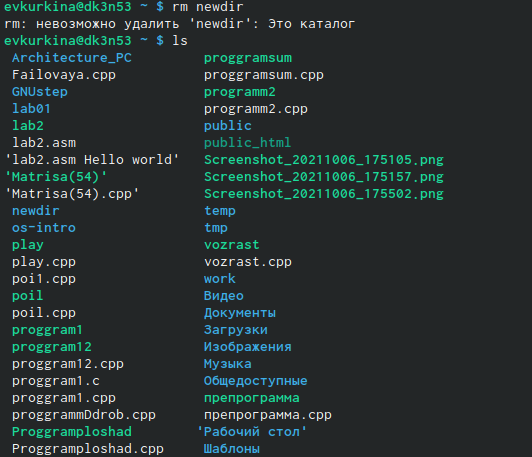 evkurkina@dk3n53 ~ $ rm newdir
rm: невозможно удалить 'newdir': Это каталог
evkurkina@dk3n53 ~ $ ls
Architecture_PC proggramsum
Failovaya.cpp proggramsum.cpp
GNUstep programm2
lab01 programm2.cpp
lab2 public
lab2.asm public_html
'lab2.asm Hello world' Screenshot_20211006_175105.png
'Matrisa(54)' Screenshot_20211006_175157.png
'Matrisa(54).cpp' Screenshot_20211006_175502.png
newdir temp
os-intro tmp
play vozrast
play.cpp vozrast.cpp
poi1.cpp work
poil Видео
poil.cpp Документы
proggram1 Загрузки
proggram12 Изображения
proggram12.cpp Музыка
proggram1.c Общедоступные
proggram1.cpp препрограмма
proggrammDdrob.cpp препрограмма.cpp
Proggramploshad 'Рабочий стол'
Proggramploshad.cpp Шаблоны